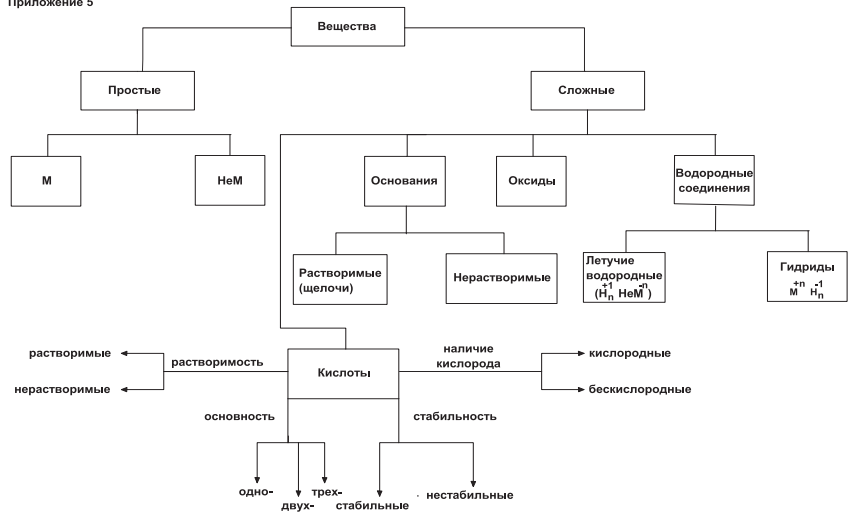 Приложение 5
Вещества
Простые
Сложные
М
НеМ
Основания
Оксиды
Водородные
соединения
Растворимые
(щелочи)
Нерастворимые
Летучие
водородные
(H+1n НеМ-n)
Гидриды
М+n H-1n
растворимые
нерастворимые
растворимость
Кислоты
наличие
кислорода
кислородные
бескислородные
основность
стабильность
одно-
двух-
трех-
стабильные
нестабильные